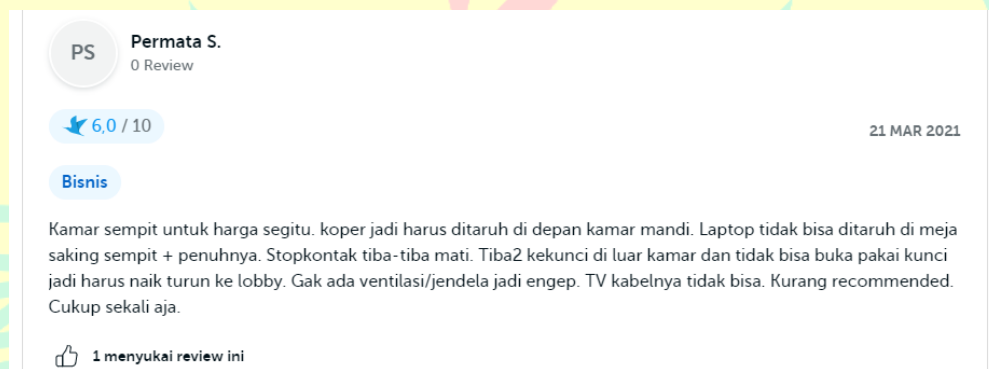 PS
Permata S.
0 Review
6,0 / 10
21 MAR 2021
Bisnis
Kamar sempit untuk harga segitu. koper jadi harus ditaruh di depan kamar mandi. Laptop tidak bisa ditaruh di meja
saking sempit + penuhnya. Stopkontak tiba-tiba mati. Tiba2 kekunci di luar kamar dan tidak bisa buka pakai kunci
jadi harus naik turun ke lobby. Gak ada ventilasi/jendela jadi engep. TV kabelnya tidak bisa. Kurang recommended.
Cukup sekali aja.
1 menyukai review ini